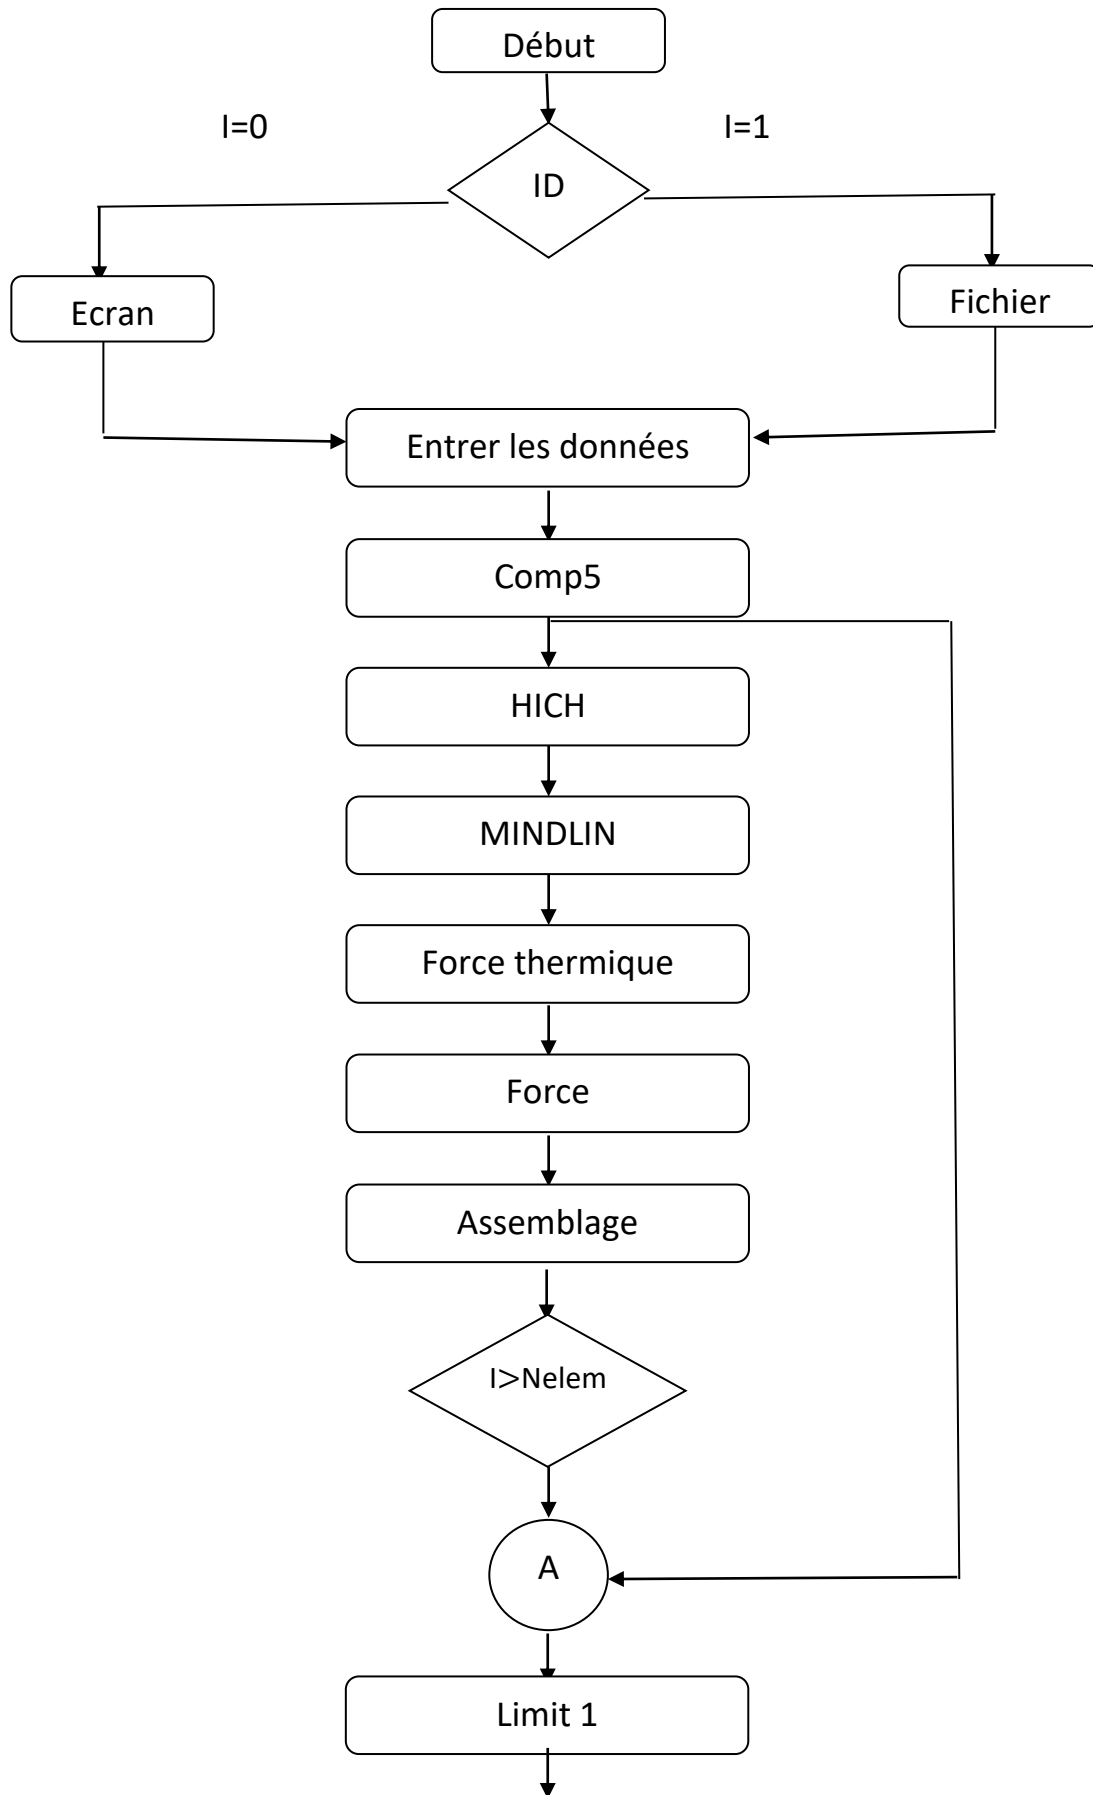 Début
I=0
I=1
ID
Ecran
Fichier
Entrer les données
Comp5
HICH
MINDLIN
Force thermique
Force
Assemblage
I>Nelem
A
Limit 1